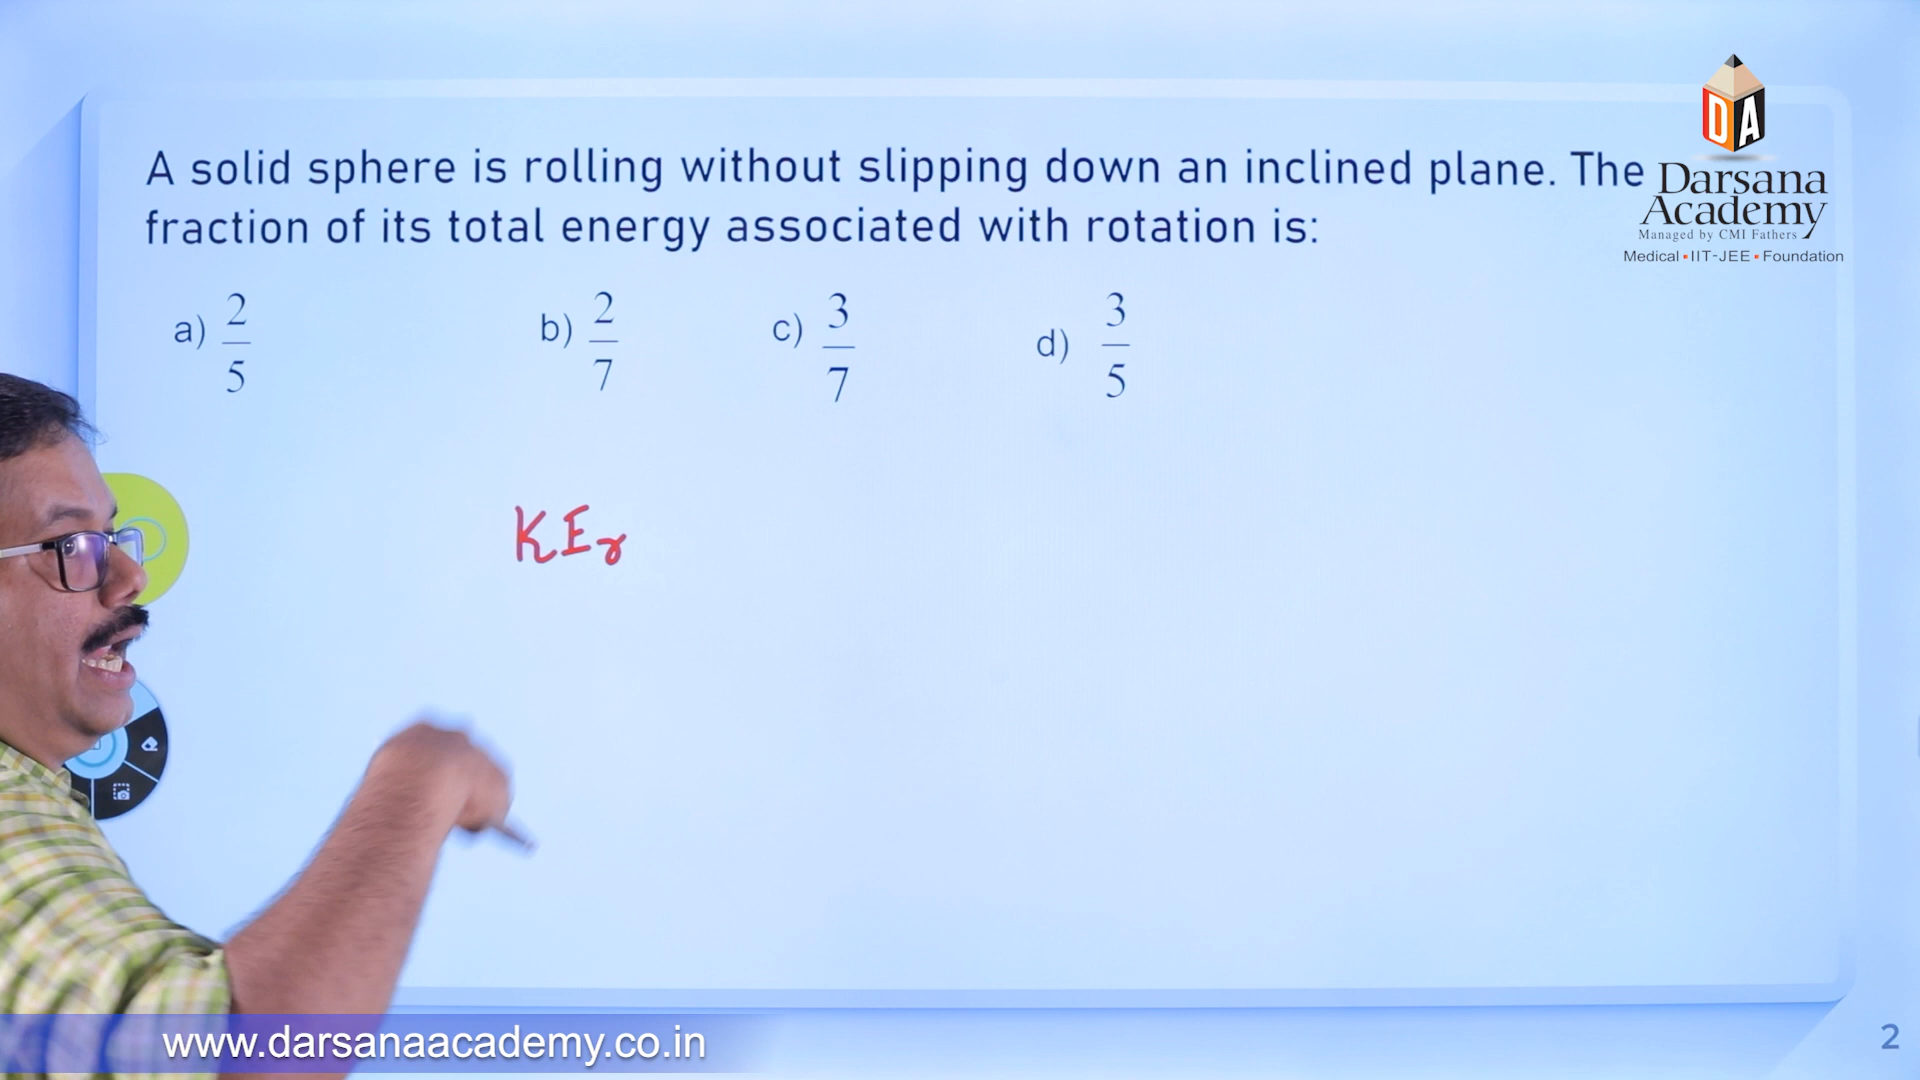 A solid sphere is rolling without slipping down an inclined plane. The
fraction of its total energy associated with rotation is:
a) 2/5 b) 2/7 c) 3/7 d) 3/5
KEr
DA
Darsana
Academy
Managed by CMI Fathers
Medical ▪ IIT-JEE ▪ Foundation
www.darsanaacademy.co.in
2